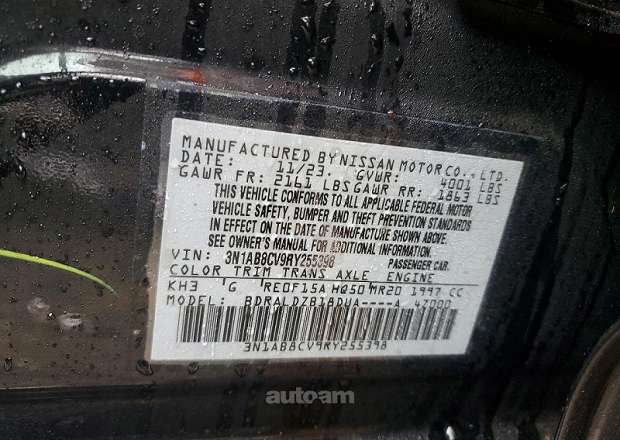 MANUFACTURED BY NISSAN MOTOR CO., LTD.
DATE: 11/23. GVWR: 4001 LBS
GAWR FR: 2161 LBS GAWR RR: 1863 LBS
THIS VEHICLE CONFORMS TO ALL APPLICABLE FEDERAL MOTOR
VEHICLE SAFETY, BUMPER AND THEFT PREVENTION STANDARDS
IN EFFECT ON THE DATE OF MANUFACTURE SHOWN ABOVE.
SEE OWNER'S MANUAL FOR ADDITIONAL INFORMATION.
VIN: 3N1AB8CV9RY255398 PASSENGER CAR.
COLOR TRIM TRANS AXLE ENGINE
KH3 G RE0F15A HQ50 MR20 1997 CC
MODEL BDRALDZB18DUA----A 47000
3N1AB8CV9RY255398
autoam